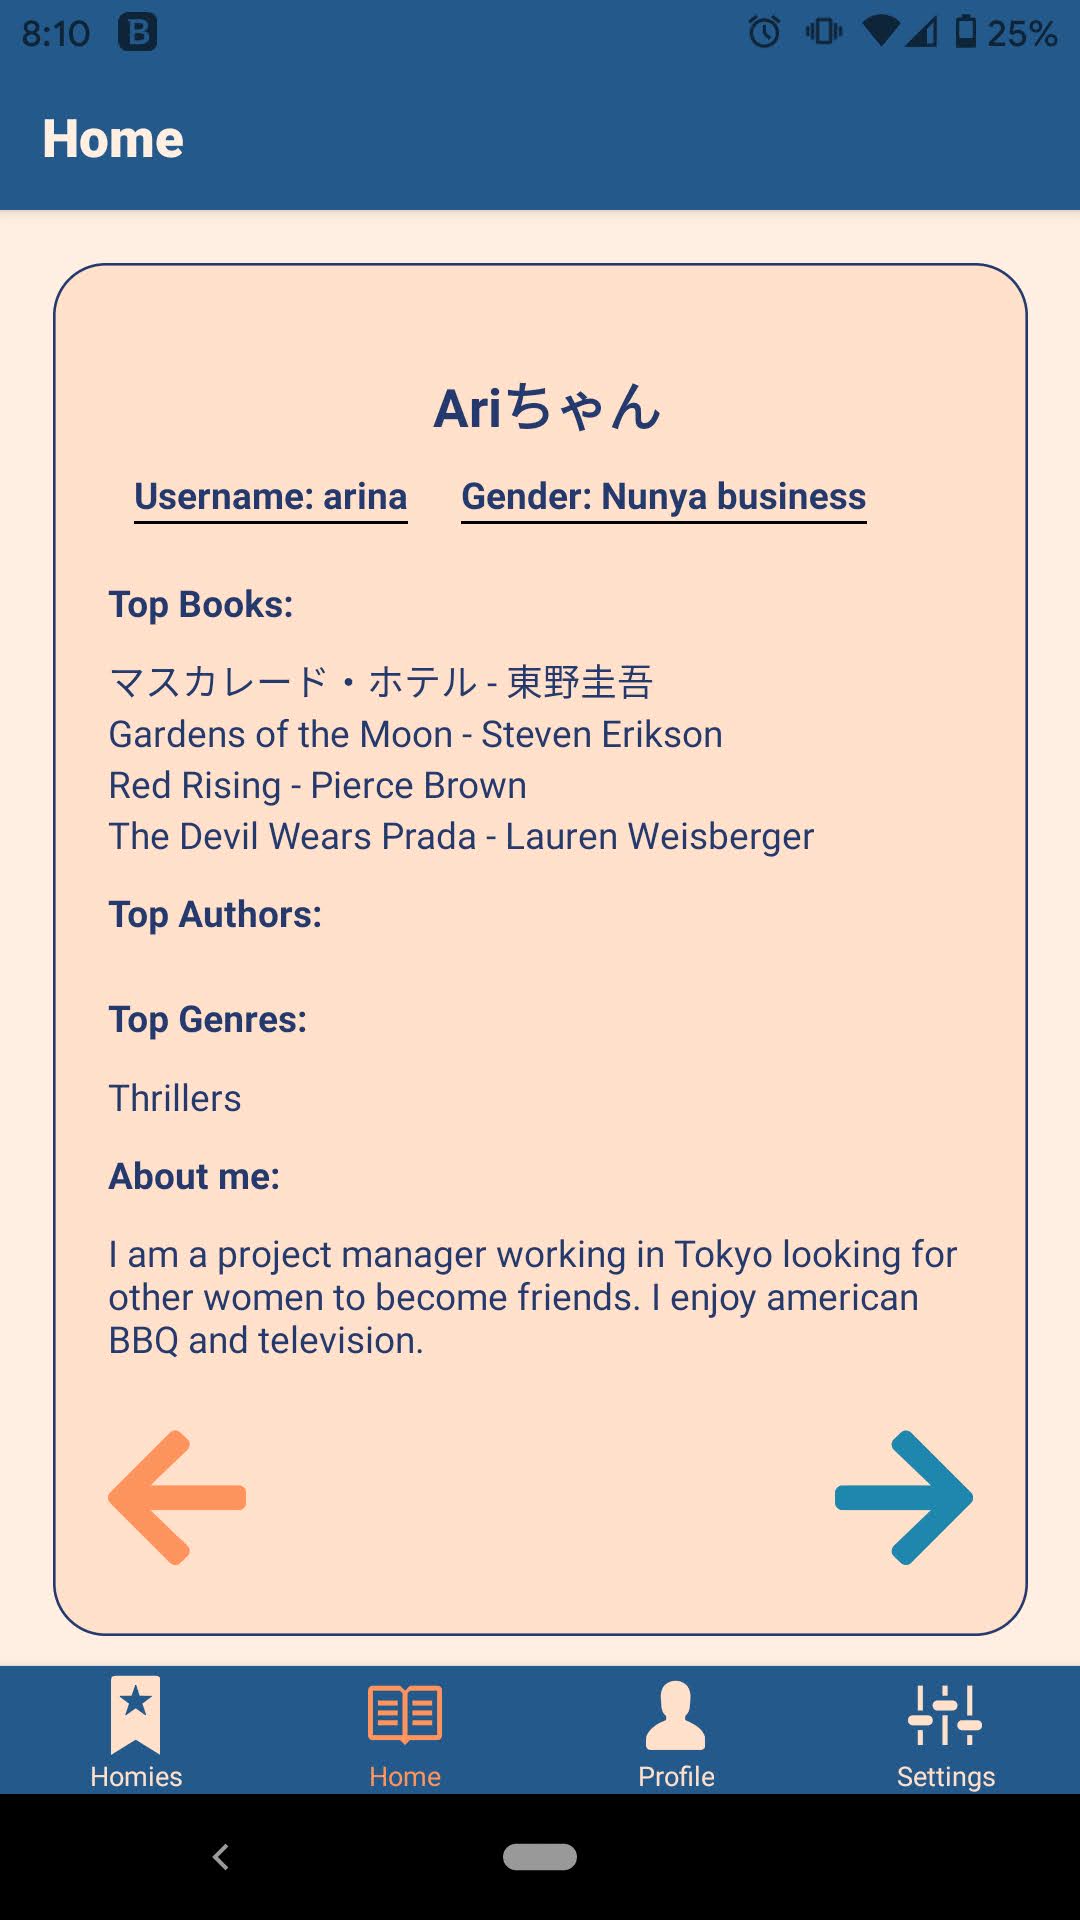 8:10 B 25%
Home
Ariちゃん
Username: arina Gender: Nunya business
Top Books:
マスカレード・ホテル - 東野圭吾
Gardens of the Moon - Steven Erikson
Red Rising - Pierce Brown
The Devil Wears Prada - Lauren Weisberger
Top Authors:
Top Genres:
Thrillers
About me:
I am a project manager working in Tokyo looking for
other women to become friends. I enjoy american
BBQ and television.
Homies Home Profile Settings